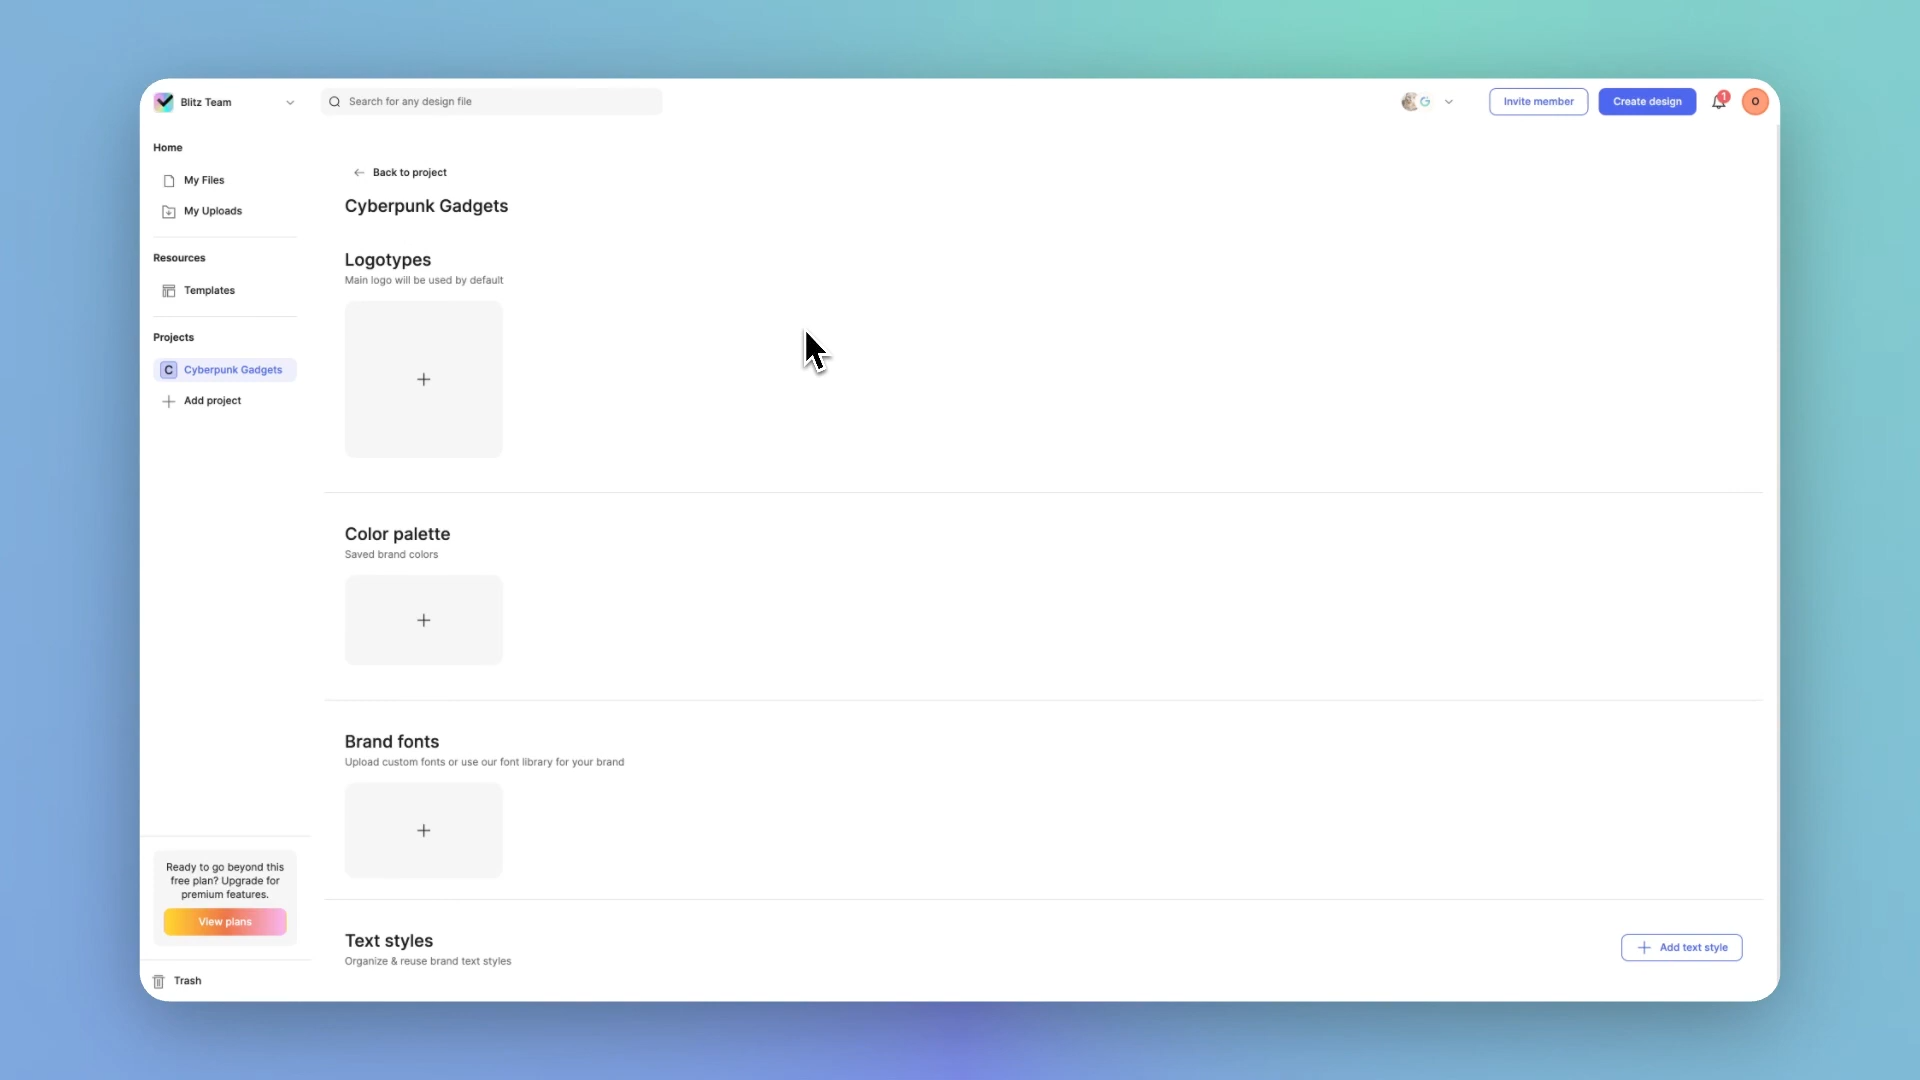 Blitz Team
Search for any design file
G
Invite member
Create design
1
O
Home
My Files
My Uploads
Resources
Templates
Projects
C Cyberpunk Gadgets
Add project
Ready to go beyond this
free plan? Upgrade for
premium features.
View plans
Trash
Back to project
Cyberpunk Gadgets
Logotypes
Main logo will be used by default
Color palette
Saved brand colors
Brand fonts
Upload custom fonts or use our font library for your brand
Text styles
Organize & reuse brand text styles
Add text style